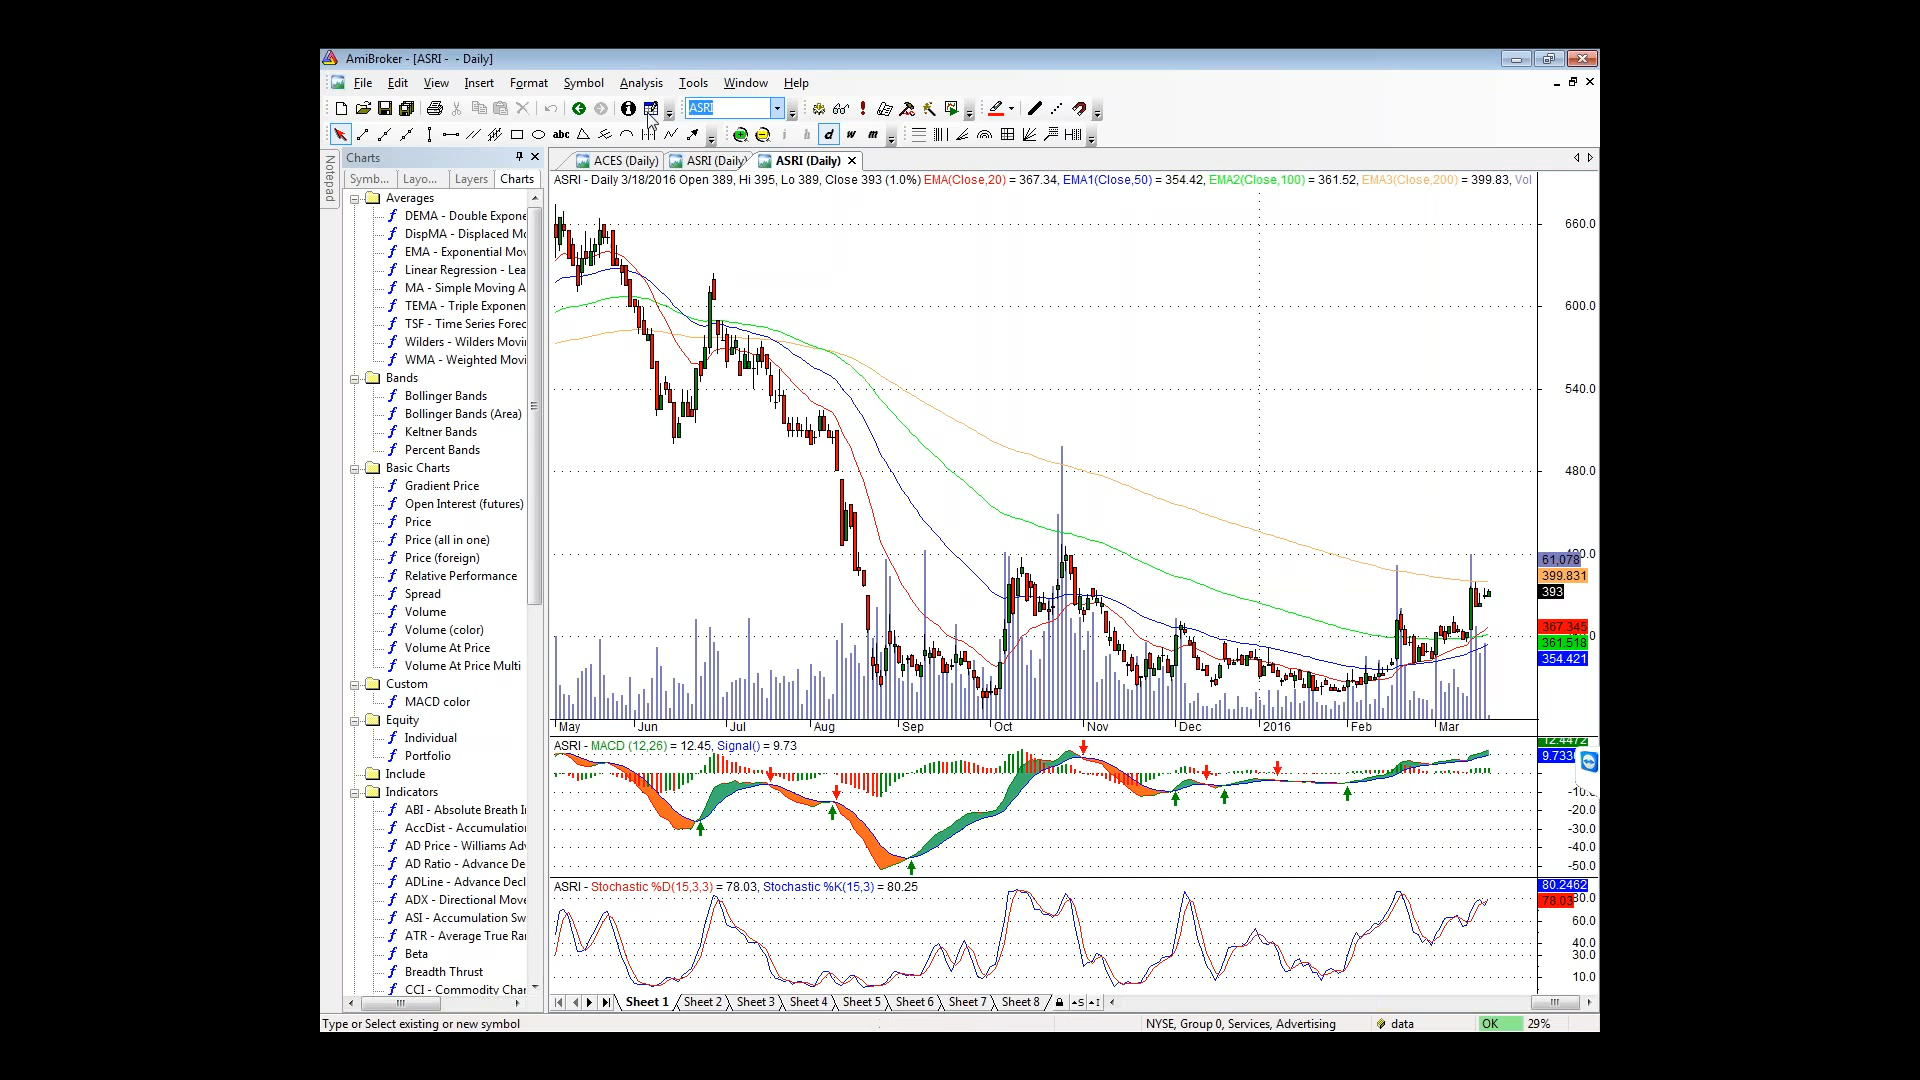 AmiBroker - [ASRI - - Daily]
File Edit View Insert Format Symbol Analysis Tools Window Help
ASRI
abc
i h d w m
Notepad
Charts
Symb... Layo... Layers Charts
Averages
DEMA - Double Expone
DispMA - Displaced Mo
EMA - Exponential Mov
Linear Regression - Lea
MA - Simple Moving A
TEMA - Triple Exponen
TSF - Time Series Forec
Wilders - Wilders Movin
WMA - Weighted Movi
Bands
Bollinger Bands
Bollinger Bands (Area)
Keltner Bands
Percent Bands
Basic Charts
Gradient Price
Open Interest (futures)
Price
Price (all in one)
Price (foreign)
Relative Performance
Spread
Volume
Volume (color)
Volume At Price
Volume At Price Multi
Custom
MACD color
Equity
Individual
Portfolio
Include
Indicators
ABI - Absolute Breath I
AccDist - Accumulation
AD Price - Williams Adv
AD Ratio - Advance De
ADLine - Advance Decl
ADX - Directional Move
ASI - Accumulation Sw
ATR - Average True Ra
Beta
Breadth Thrust
CCI - Commodity Char
ACES (Daily) ASRI (Daily) ASRI (Daily)
ASRI - Daily 3/18/2016 Open 389, Hi 395, Lo 389, Close 393 (1.0%) EMA(Close,20) = 367.34, EMA1(Close,50) = 354.42, EMA2(Close,100) = 361.52, EMA3(Close,200) = 399.83, Vol
660.0
600.0
540.0
480.0
61,078
399.831
393
367.345
361.518
354.421
May Jun Jul Aug Sep Oct Nov Dec 2016 Feb Mar
ASRI - MACD (12,26) = 12.45, Signal() = 9.73
12.4472
-20.0
-30.0
-40.0
-50.0
ASRI - Stochastic %D(15,3,3) = 78.03, Stochastic %K(15,3) = 80.25
80.2462
78.03
60.0
40.0
30.0
10.0
Sheet 1 Sheet 2 Sheet 3 Sheet 4 Sheet 5 Sheet 6 Sheet 7 Sheet 8 S I
Type or Select existing or new symbol NYSE, Group 0, Services, Advertising data OK 29%